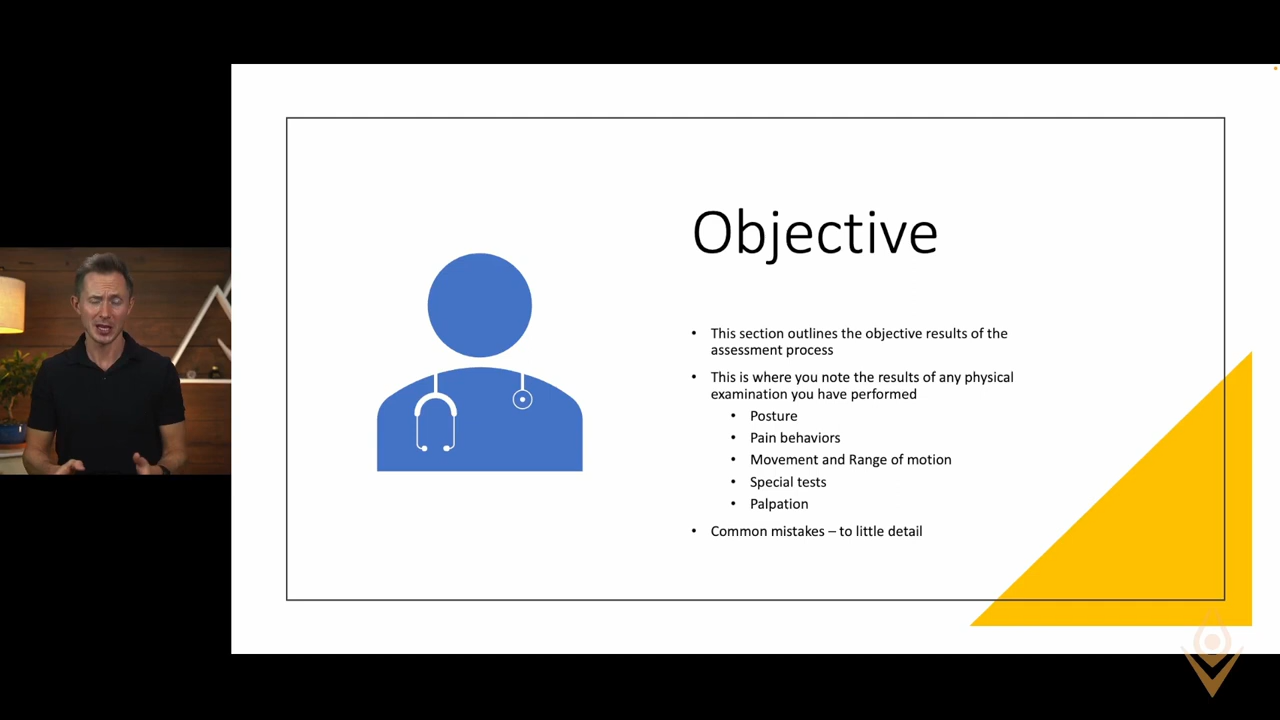 Objective
• This section outlines the objective results of the
assessment process
• This is where you note the results of any physical
examination you have performed
• Posture
• Pain behaviors
• Movement and Range of motion
• Special tests
• Palpation
• Common mistakes – to little detail